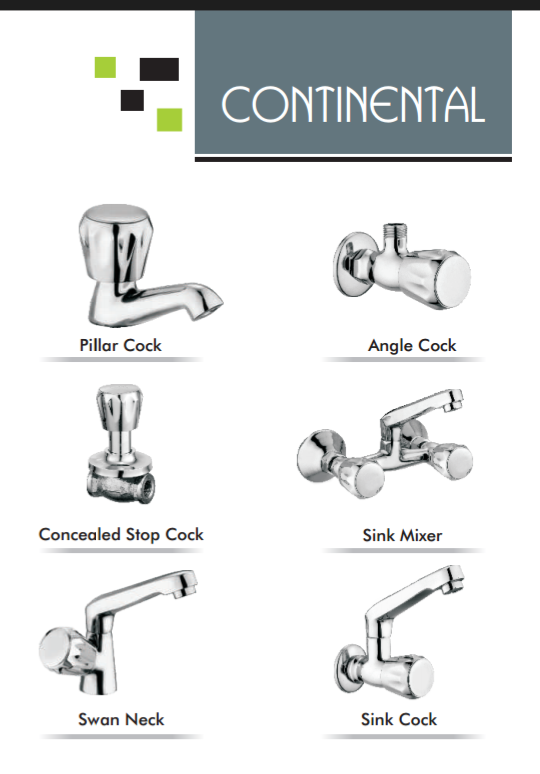 CONTINENTAL
Pillar Cock
Angle Cock
Concealed Stop Cock
Sink Mixer
Swan Neck
Sink Cock